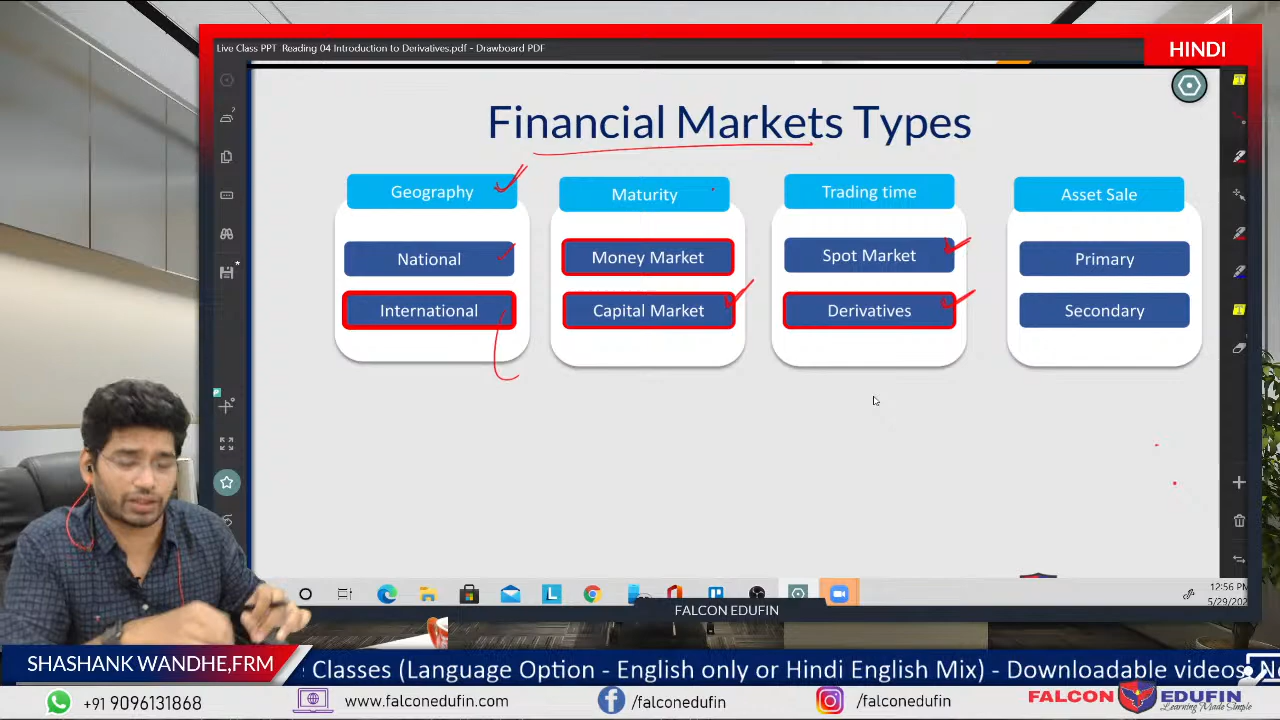 Live Class PPT Reading 04 Introduction to Derivatives.pdf - Drawboard PDF
HINDI
Financial Markets Types
Geography
Maturity
Trading time
Asset Sale
National
Money Market
Spot Market
Primary
International
Capital Market
Derivatives
Secondary
12:56 PM
FALCON EDUFIN
SHASHANK WANDHE,FRM
Classes (Language Option - English only or Hindi English Mix) - Downloadable videos
+91 9096131868
www.falconedufin.com
/falconedufin
/falconedufin
FALCON EDUFIN
Learning Made Simple